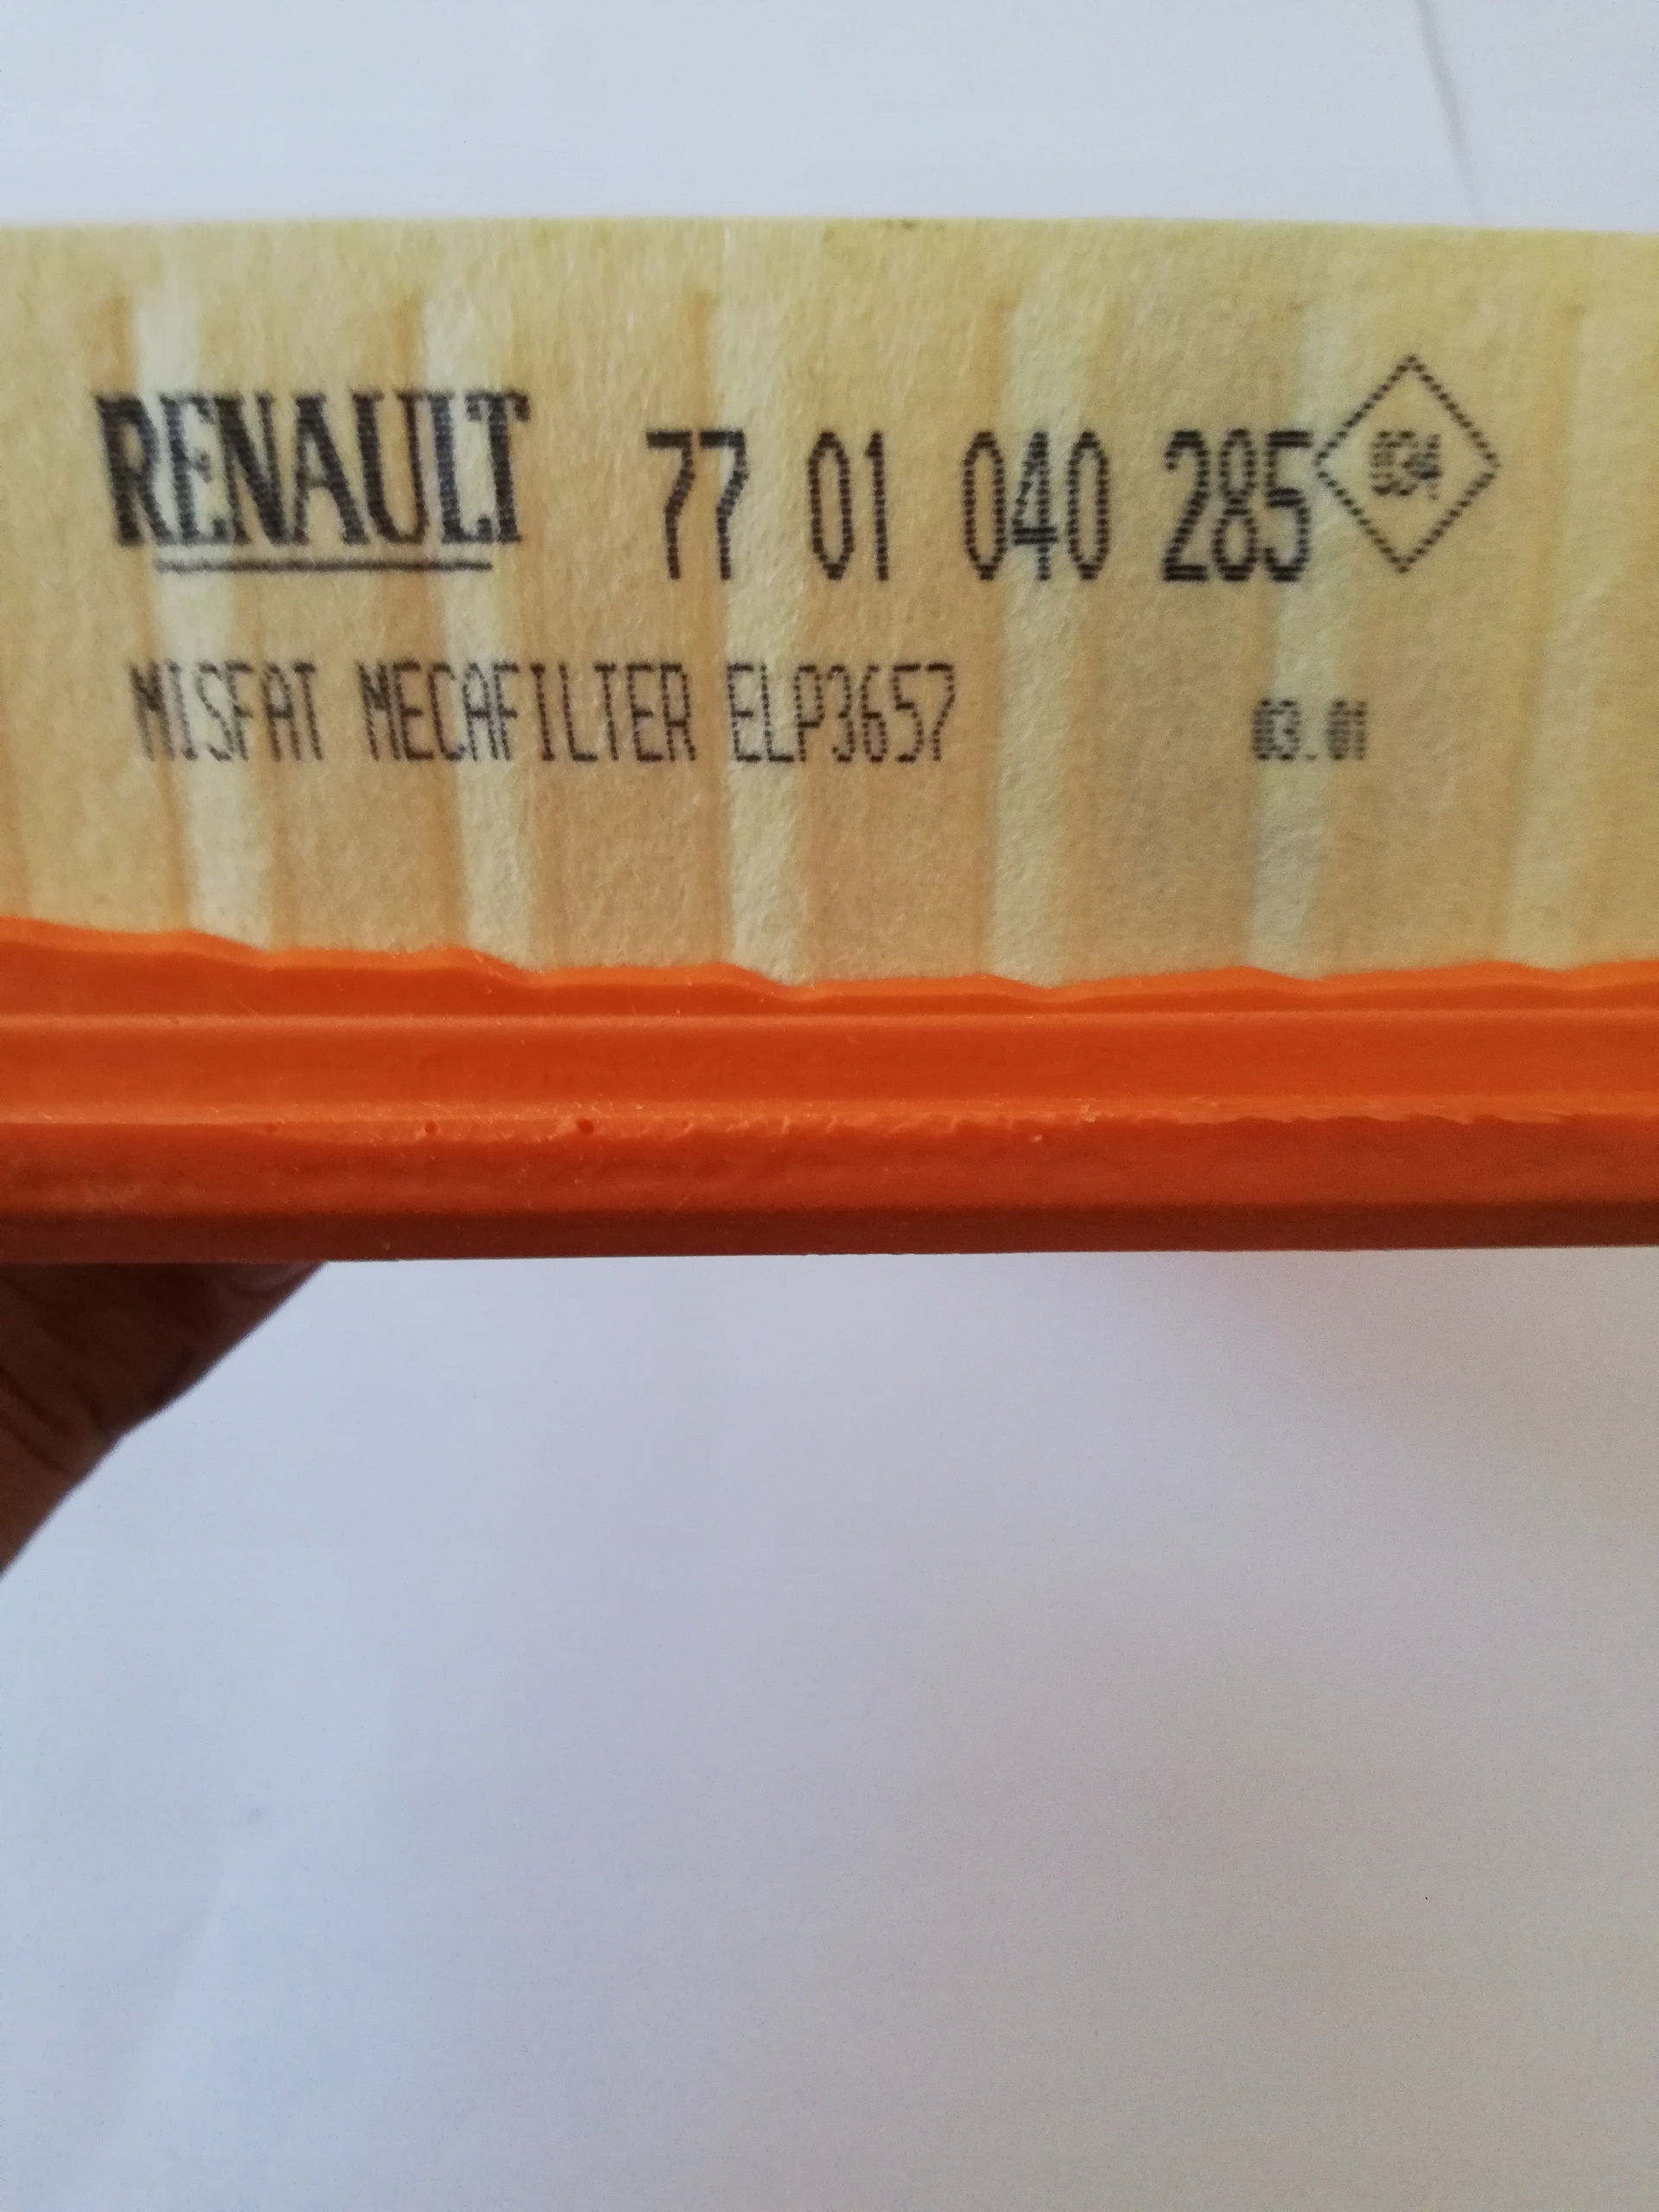 RENAULT 77 01 040 285
MISFAT MECAFILTER ELP3657 03.01